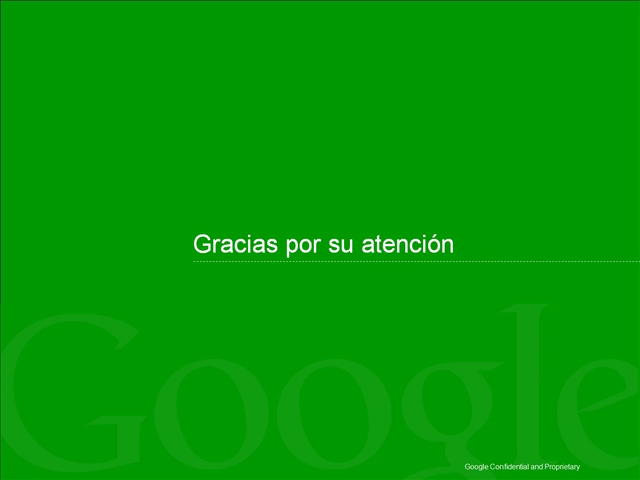 Gracias por su atención
Google
Google Confidential and Proprietary